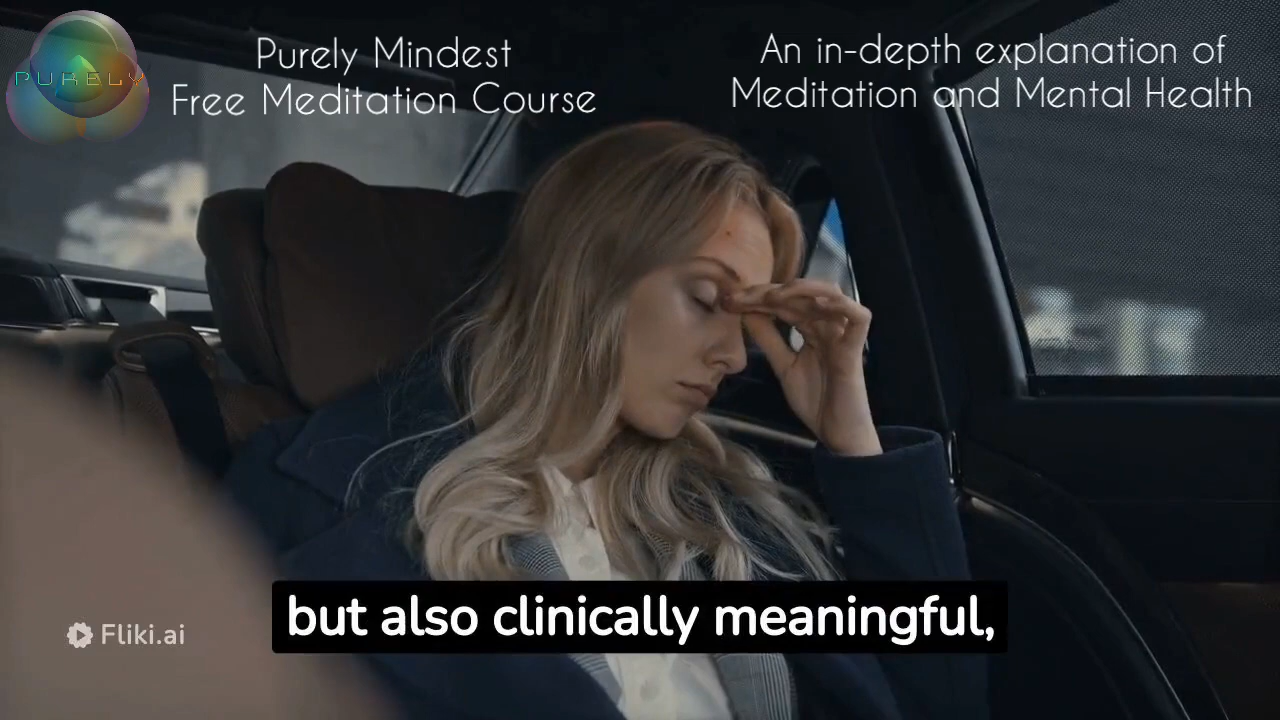 PURELY
Purely Mindest
Free Meditation Course
An in-depth explanation of
Meditation and Mental Health
but also clinically meaningful,
Fliki.ai